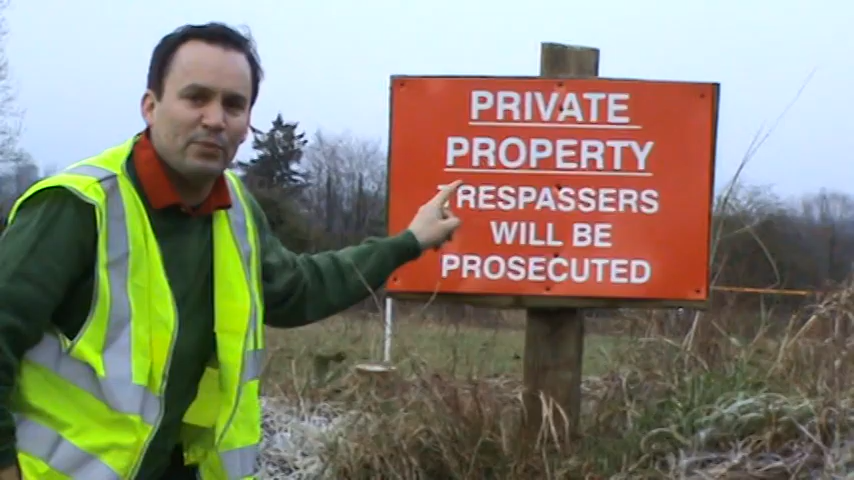 PRIVATE
PROPERTY
TRESPASSERS
WILL BE
PROSECUTED